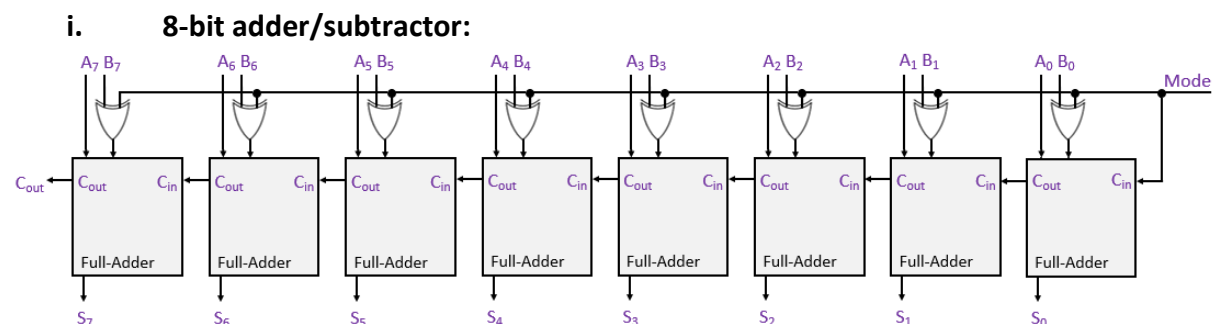 i. 8-bit adder/subtractor:
A7 B7 A6 B6 A5 B5 A4 B4 A3 B3 A2 B2 A1 B1 A0 B0
Mode
Cout Cout Cin Cout Cin Cout Cin Cout Cin Cout Cin Cout Cin Cout Cin Cout Cin
Full-Adder Full-Adder Full-Adder Full-Adder Full-Adder Full-Adder Full-Adder Full-Adder
S7 S6 S5 S4 S3 S2 S1 S0